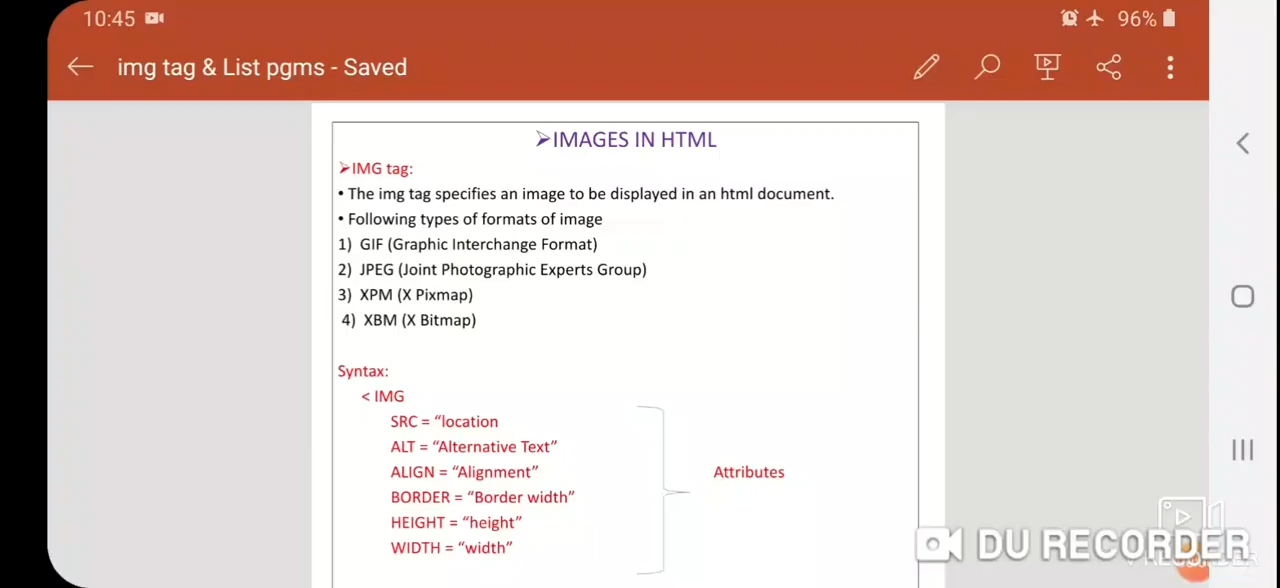 10:45
96%
img tag & List pgms - Saved
➢IMAGES IN HTML
➢IMG tag:
• The img tag specifies an image to be displayed in an html document.
• Following types of formats of image
1) GIF (Graphic Interchange Format)
2) JPEG (Joint Photographic Experts Group)
3) XPM (X Pixmap)
4) XBM (X Bitmap)
Syntax:
< IMG
SRC = “location
ALT = “Alternative Text”
ALIGN = “Alignment”
BORDER = “Border width”
HEIGHT = “height”
WIDTH = “width”
Attributes
DU RECORDER